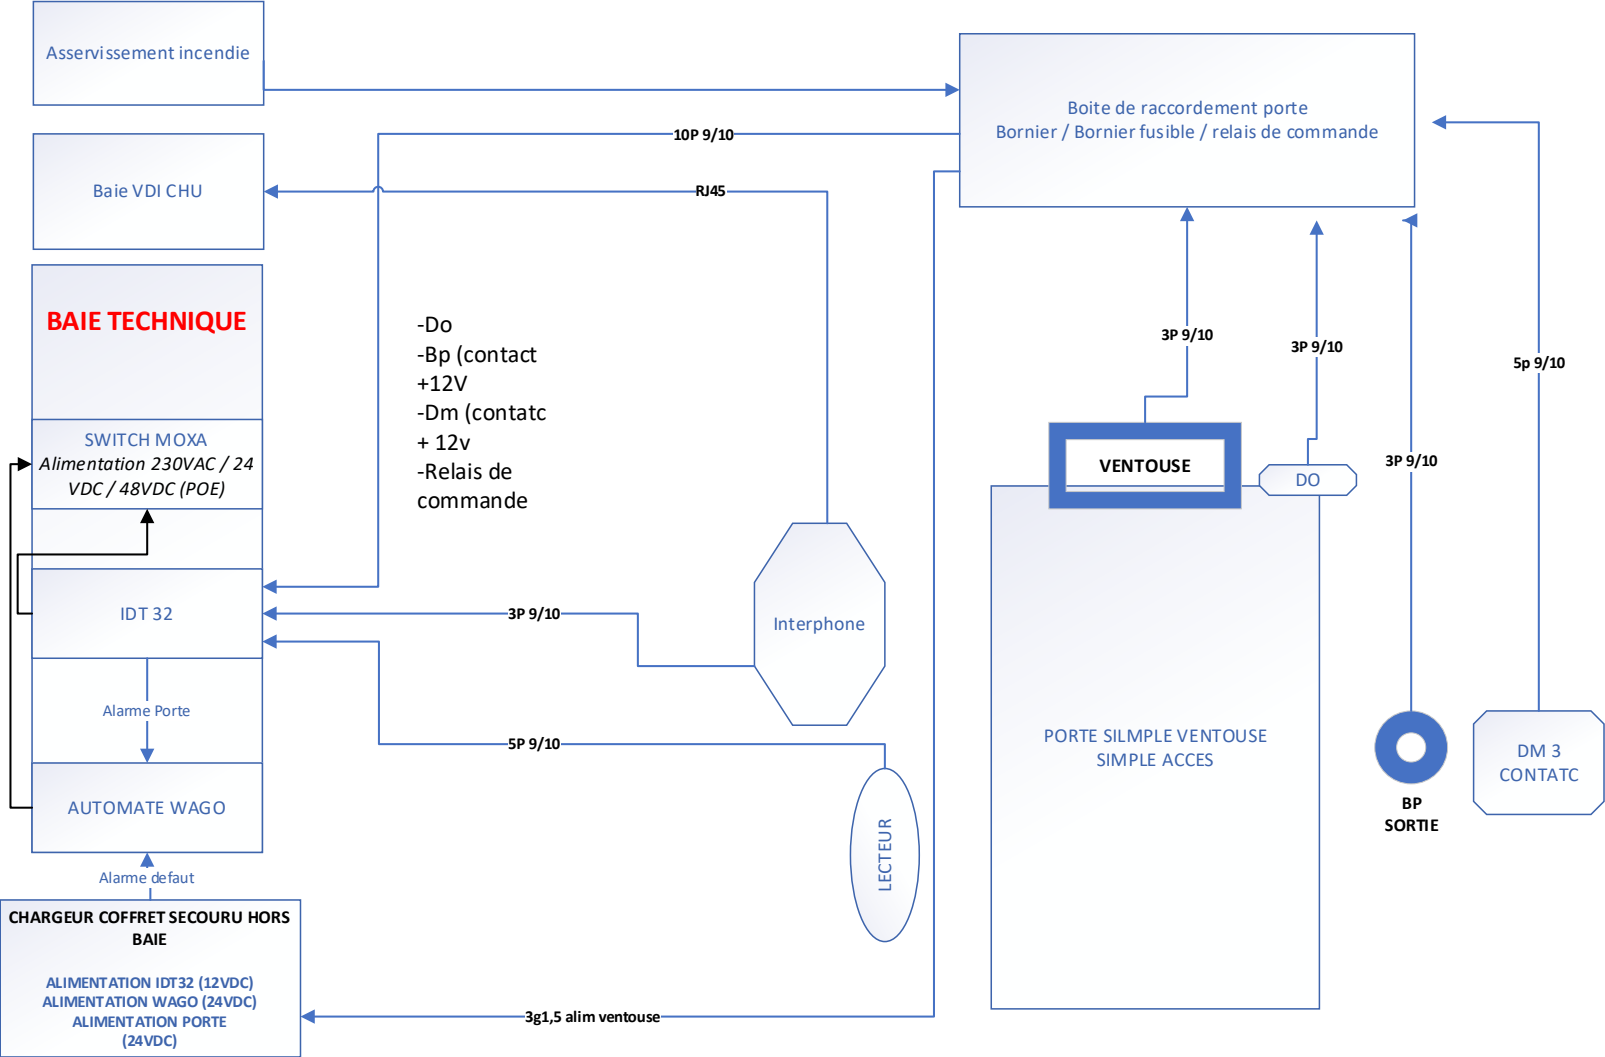 Asservissement incendie
Boite de raccordement porte
Bornier / Bornier fusible / relais de commande
10P 9/10
Baie VDI CHU
RJ45
BAIE TECHNIQUE
-Do
-Bp (contact
+12V
-Dm (contatc
+ 12v
-Relais de
commande
3P 9/10
3P 9/10
5p 9/10
SWITCH MOXA
Alimentation 230VAC / 24
VDC / 48VDC (POE)
VENTOUSE
DO
3P 9/10
IDT 32
3P 9/10
Interphone
Alarme Porte
5P 9/10
PORTE SILMPLE VENTOUSE
SIMPLE ACCES
DM 3
CONTATC
AUTOMATE WAGO
BP
SORTIE
LECTEUR
Alarme defaut
CHARGEUR COFFRET SECOURU HORS
BAIE
ALIMENTATION IDT32 (12VDC)
ALIMENTATION WAGO (24VDC)
ALIMENTATION PORTE
(24VDC)
3g1,5 alim ventouse